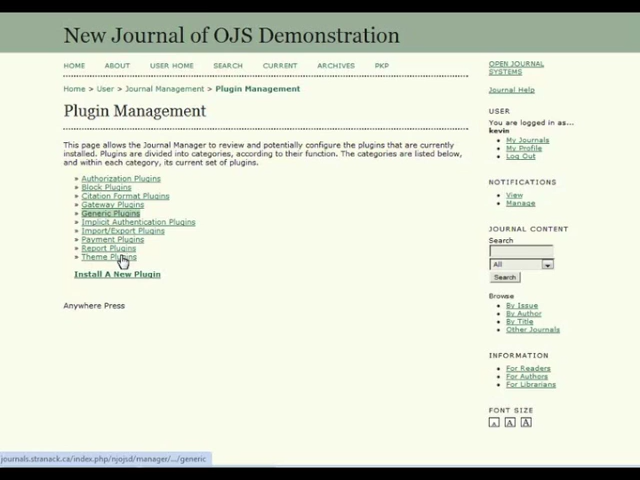 New Journal of OJS Demonstration
HOME ABOUT USER HOME SEARCH CURRENT ARCHIVES PKP
Home > User > Journal Management > Plugin Management
Plugin Management
This page allows the Journal Manager to review and potentially configure the plugins that are currently
installed. Plugins are divided into categories, according to their function. The categories are listed below,
and within each category, its current set of plugins.
» Authorization Plugins
» Block Plugins
» Citation Format Plugins
» Gateway Plugins
» Generic Plugins
» Implicit Authentication Plugins
» Import/Export Plugins
» Payment Plugins
» Report Plugins
» Theme Plugins
Install A New Plugin
Anywhere Press
OPEN JOURNAL
SYSTEMS
Journal Help
USER
You are logged in as...
kevin
• My Journals
• My Profile
• Log Out
NOTIFICATIONS
• View
• Manage
JOURNAL CONTENT
Search
All
Search
Browse
• By Issue
• By Author
• By Title
• Other Journals
INFORMATION
• For Readers
• For Authors
• For Librarians
FONT SIZE
A A A
journals.stranack.ca/index.php/njojsd/manager/.../generic